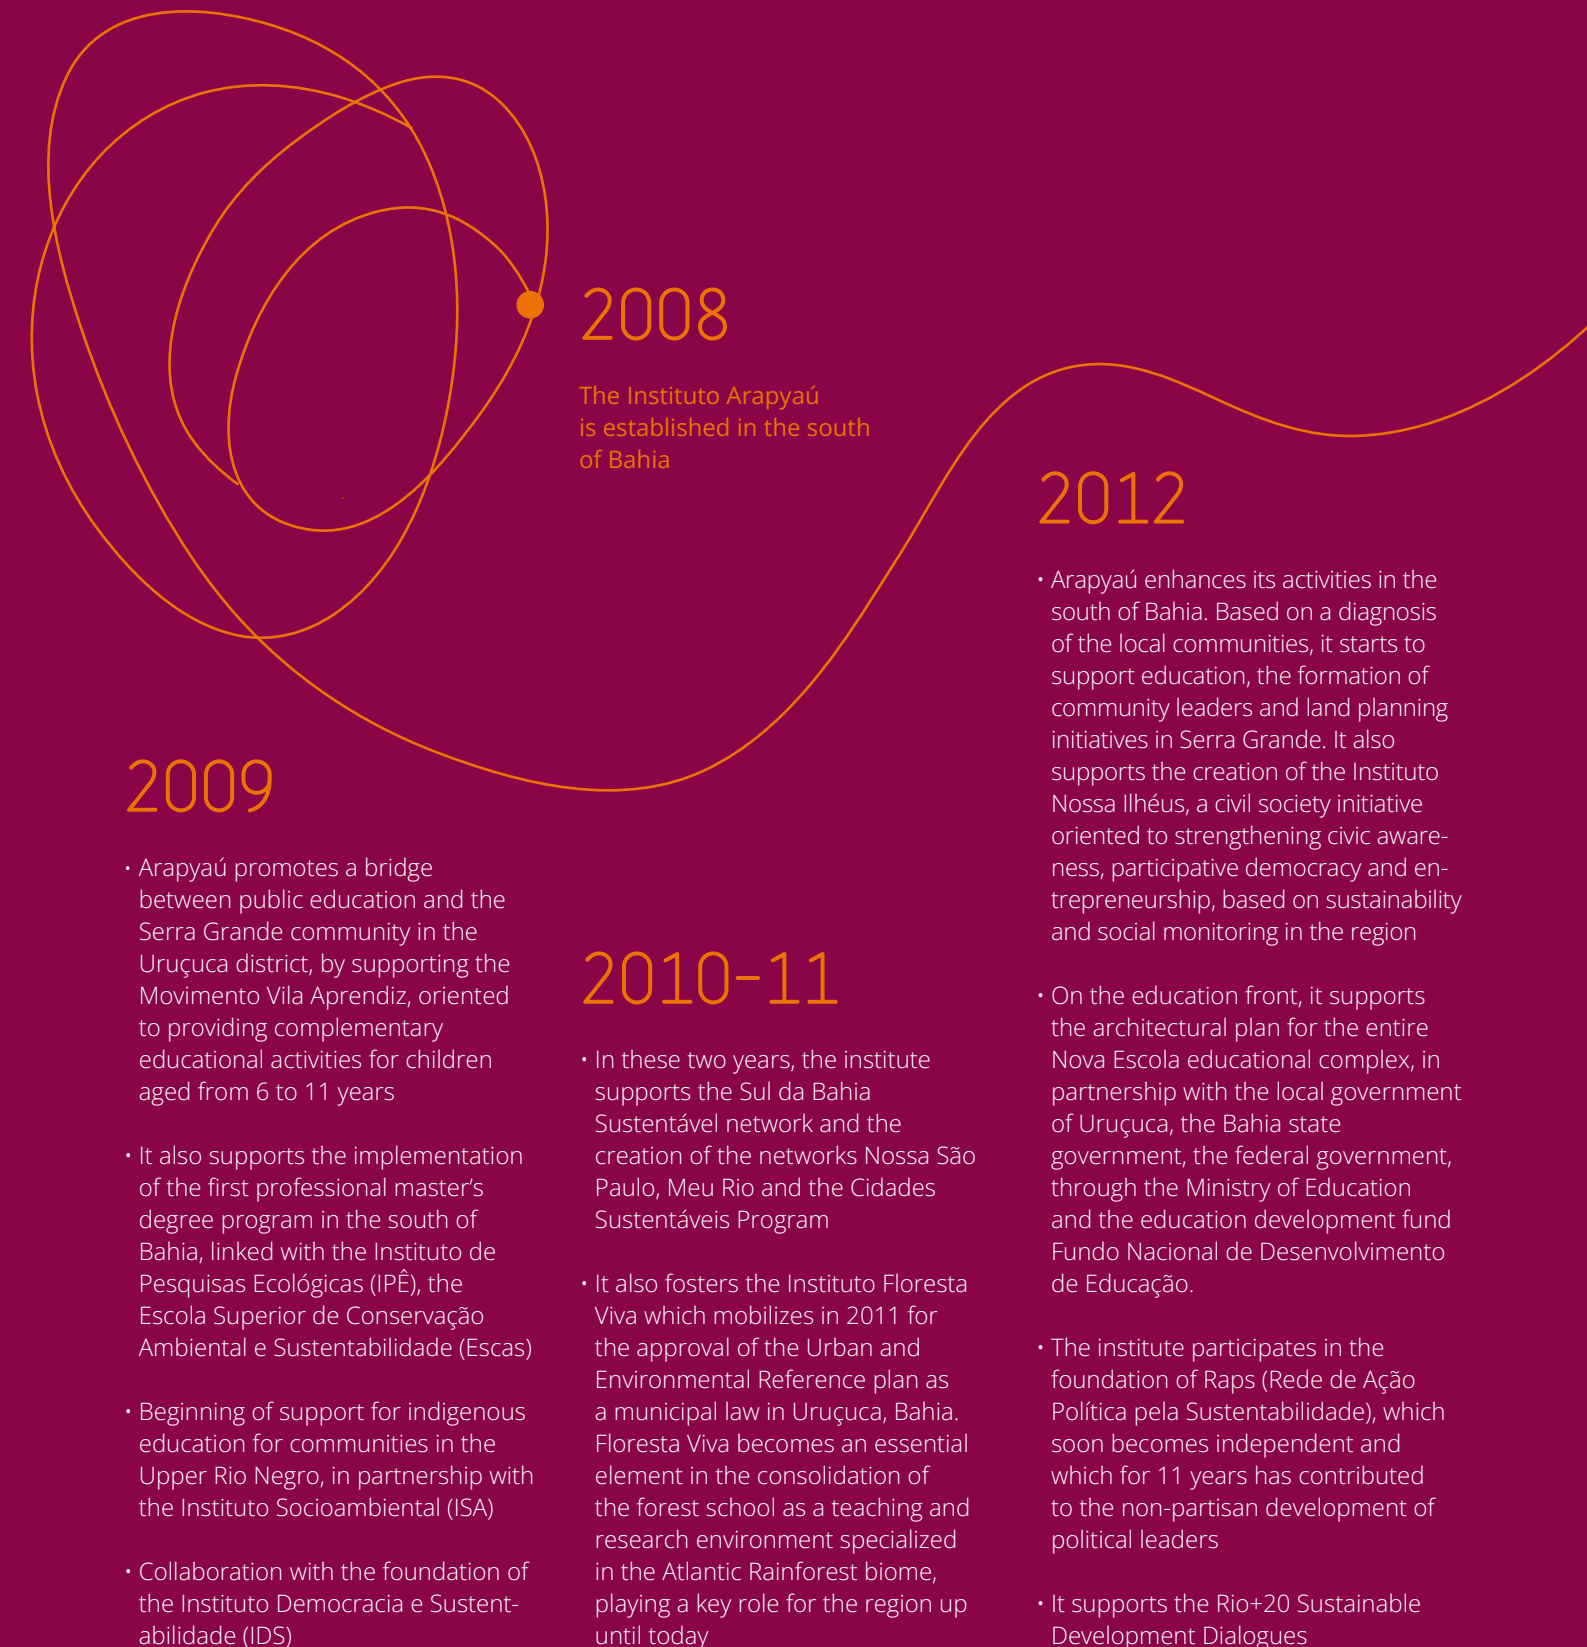 2008
The Instituto Arapyaú
is established in the south
of Bahia
2009
• Arapyaú promotes a bridge
between public education and the
Serra Grande community in the
Uruçuca district, by supporting the
Movimento Vila Aprendiz, oriented
to providing complementary
educational activities for children
aged from 6 to 11 years
• It also supports the implementation
of the first professional master’s
degree program in the south of
Bahia, linked with the Instituto de
Pesquisas Ecológicas (IPÊ), the
Escola Superior de Conservação
Ambiental e Sustentabilidade (Escas)
• Beginning of support for indigenous
education for communities in the
Upper Rio Negro, in partnership with
the Instituto Socioambiental (ISA)
• Collaboration with the foundation of
the Instituto Democracia e Sustent-
abilidade (IDS)
2010-11
• In these two years, the institute
supports the Sul da Bahia
Sustentável network and the
creation of the networks Nossa São
Paulo, Meu Rio and the Cidades
Sustentáveis Program
• It also fosters the Instituto Floresta
Viva which mobilizes in 2011 for
the approval of the Urban and
Environmental Reference plan as
a municipal law in Uruçuca, Bahia.
Floresta Viva becomes an essential
element in the consolidation of
the forest school as a teaching and
research environment specialized
in the Atlantic Rainforest biome,
playing a key role for the region up
until today
2012
• Arapyaú enhances its activities in the
south of Bahia. Based on a diagnosis
of the local communities, it starts to
support education, the formation of
community leaders and land planning
initiatives in Serra Grande. It also
supports the creation of the Instituto
Nossa Ilhéus, a civil society initiative
oriented to strengthening civic aware-
ness, participative democracy and en-
trepreneurship, based on sustainability
and social monitoring in the region
• On the education front, it supports
the architectural plan for the entire
Nova Escola educational complex, in
partnership with the local government
of Uruçuca, the Bahia state
government, the federal government,
through the Ministry of Education
and the education development fund
Fundo Nacional de Desenvolvimento
de Educação.
• The institute participates in the
foundation of Raps (Rede de Ação
Política pela Sustentabilidade), which
soon becomes independent and
which for 11 years has contributed
to the non-partisan development of
political leaders
• It supports the Rio+20 Sustainable
Development Dialogues